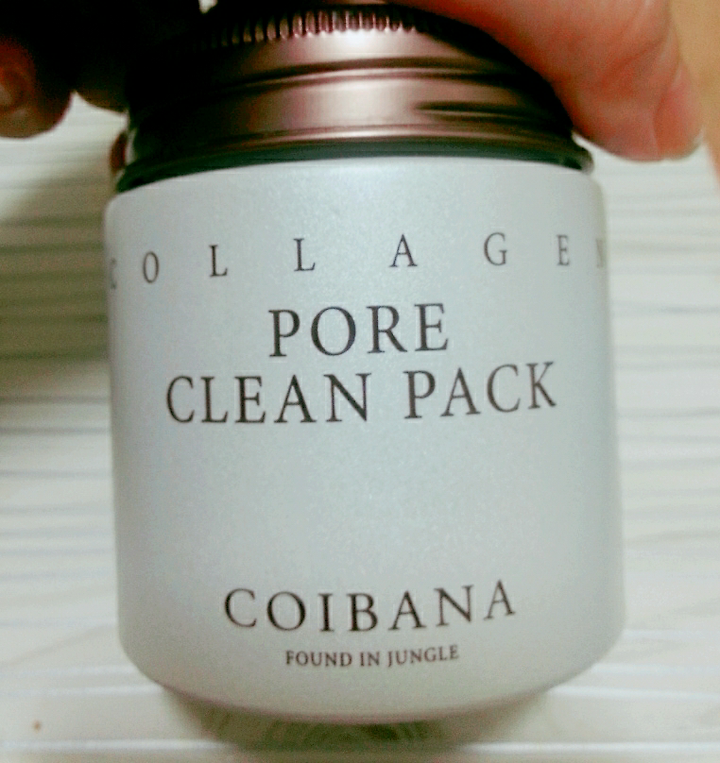 COLLAGEN
PORE
CLEAN PACK
COIBANA
FOUND IN JUNGLE